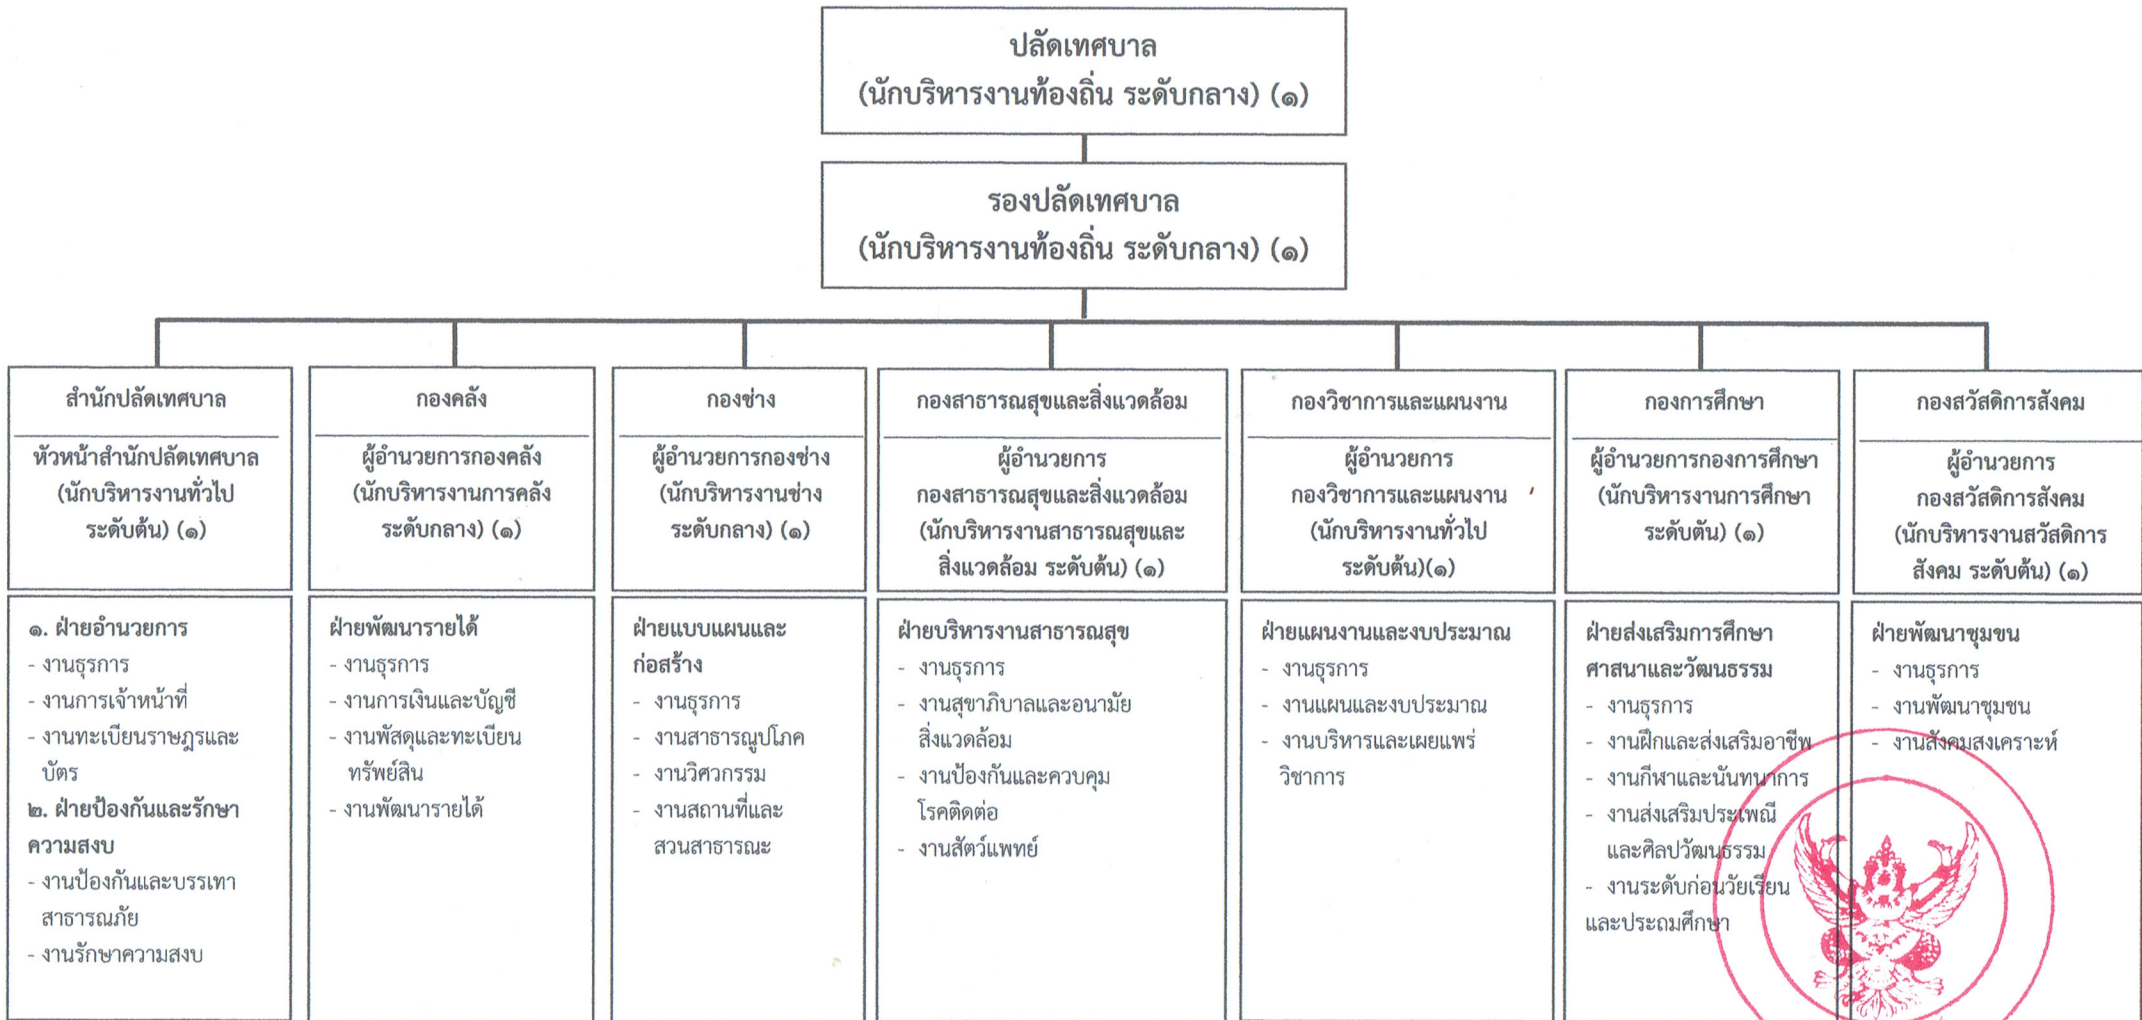 ปลัดเทศบาล
(นักบริหารงานท้องถิ่น ระดับกลาง) (๑)
รองปลัดเทศบาล
(นักบริหารงานท้องถิ่น ระดับกลาง) (๑)
สำนักปลัดเทศบาล
หัวหน้าสำนักปลัดเทศบาล
(นักบริหารงานทั่วไป
ระดับต้น) (๑)
๑. ฝ่ายอำนวยการ
- งานธุรการ
- งานการเจ้าหน้าที่
- งานทะเบียนราษฎรและ
บัตร
๒. ฝ่ายป้องกันและรักษา
ความสงบ
- งานป้องกันและบรรเทา
สาธารณภัย
- งานรักษาความสงบ
กองคลัง
ผู้อำนวยการกองคลัง
(นักบริหารงานการคลัง
ระดับกลาง) (๑)
ฝ่ายพัฒนารายได้
- งานธุรการ
- งานการเงินและบัญชี
- งานพัสดุและทะเบียน
ทรัพย์สิน
- งานพัฒนารายได้
กองช่าง
ผู้อำนวยการกองช่าง
(นักบริหารงานช่าง
ระดับกลาง) (๑)
ฝ่ายแบบแผนและ
ก่อสร้าง
- งานธุรการ
- งานสาธารณูปโภค
- งานวิศวกรรม
- งานสถานที่และ
สวนสาธารณะ
กองสาธารณสุขและสิ่งแวดล้อม
ผู้อำนวยการ
กองสาธารณสุขและสิ่งแวดล้อม
(นักบริหารงานสาธารณสุขและ
สิ่งแวดล้อม ระดับต้น) (๑)
ฝ่ายบริหารงานสาธารณสุข
- งานธุรการ
- งานสุขาภิบาลและอนามัย
สิ่งแวดล้อม
- งานป้องกันและควบคุม
โรคติดต่อ
- งานสัตว์แพทย์
กองวิชาการและแผนงาน
ผู้อำนวยการ
กองวิชาการและแผนงาน
(นักบริหารงานทั่วไป
ระดับต้น)(๑)
ฝ่ายแผนงานและงบประมาณ
- งานธุรการ
- งานแผนและงบประมาณ
- งานบริหารและเผยแพร่
วิชาการ
กองการศึกษา
ผู้อำนวยการกองการศึกษา
(นักบริหารงานการศึกษา
ระดับต้น) (๑)
ฝ่ายส่งเสริมการศึกษา
ศาสนาและวัฒนธรรม
- งานธุรการ
- งานฝึกและส่งเสริมอาชีพ
- งานกีฬาและนันทนาการ
- งานส่งเสริมประเพณี
และศิลปวัฒนธรรม
- งานระดับก่อนวัยเรียน
และประถมศึกษา
กองสวัสดิการสังคม
ผู้อำนวยการ
กองสวัสดิการสังคม
(นักบริหารงานสวัสดิการ
สังคม ระดับต้น) (๑)
ฝ่ายพัฒนาชุมขน
- งานธุรการ
- งานพัฒนาชุมชน
- งานสังคมสงเคราะห์